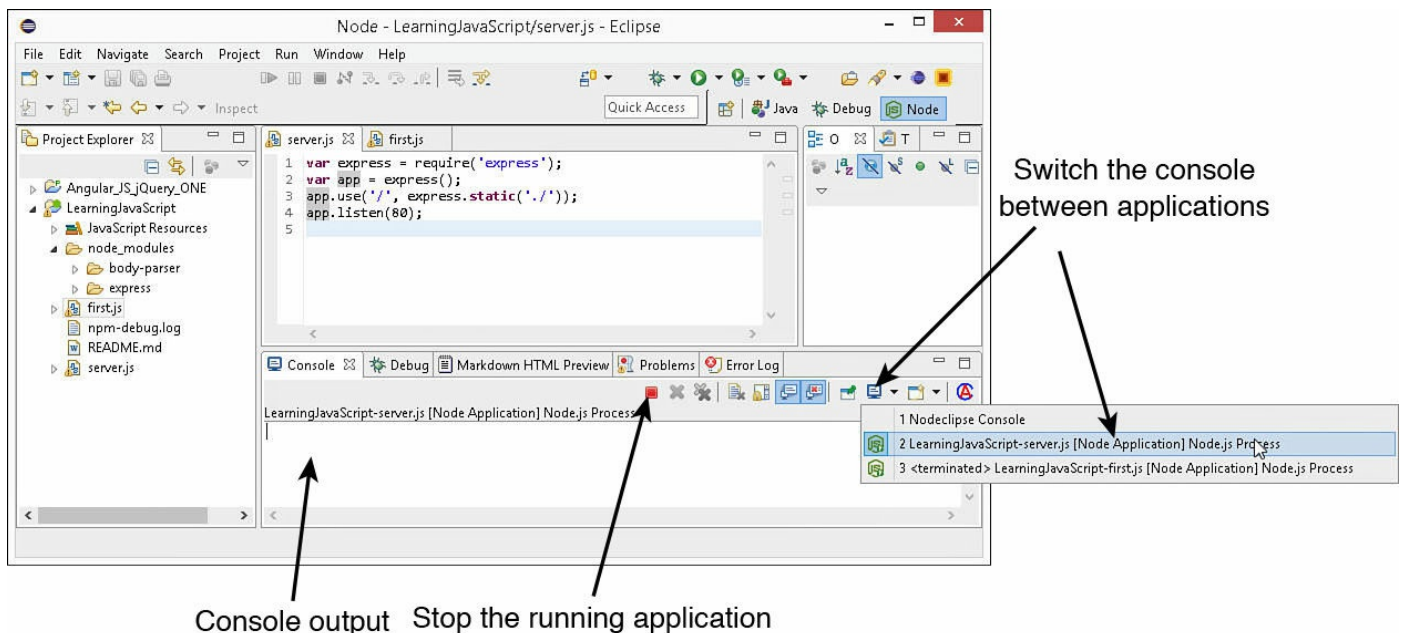 Node - LearningJavaScript/server.js - Eclipse
File Edit Navigate Search Project Run Window Help
Inspect
Quick Access
Java
Debug
Node
Project Explorer
Angular_JS_jQuery_ONE
LearningJavaScript
JavaScript Resources
node_modules
body-parser
express
first.js
npm-debug.log
README.md
server.js
server.js
first.js
1 var express = require('express');
2 var app = express();
3 app.use('/', express.static('./'));
4 app.listen(80);
5
O
T
Switch the console
between applications
Console Debug Markdown HTML Preview Problems Error Log
LearningJavaScript-server.js [Node Application] Node.js Process
1 Nodeclipse Console
2 LearningJavaScript-server.js [Node Application] Node.js Process
3 <terminated> LearningJavaScript-first.js [Node Application] Node.js Process
Console output
Stop the running application